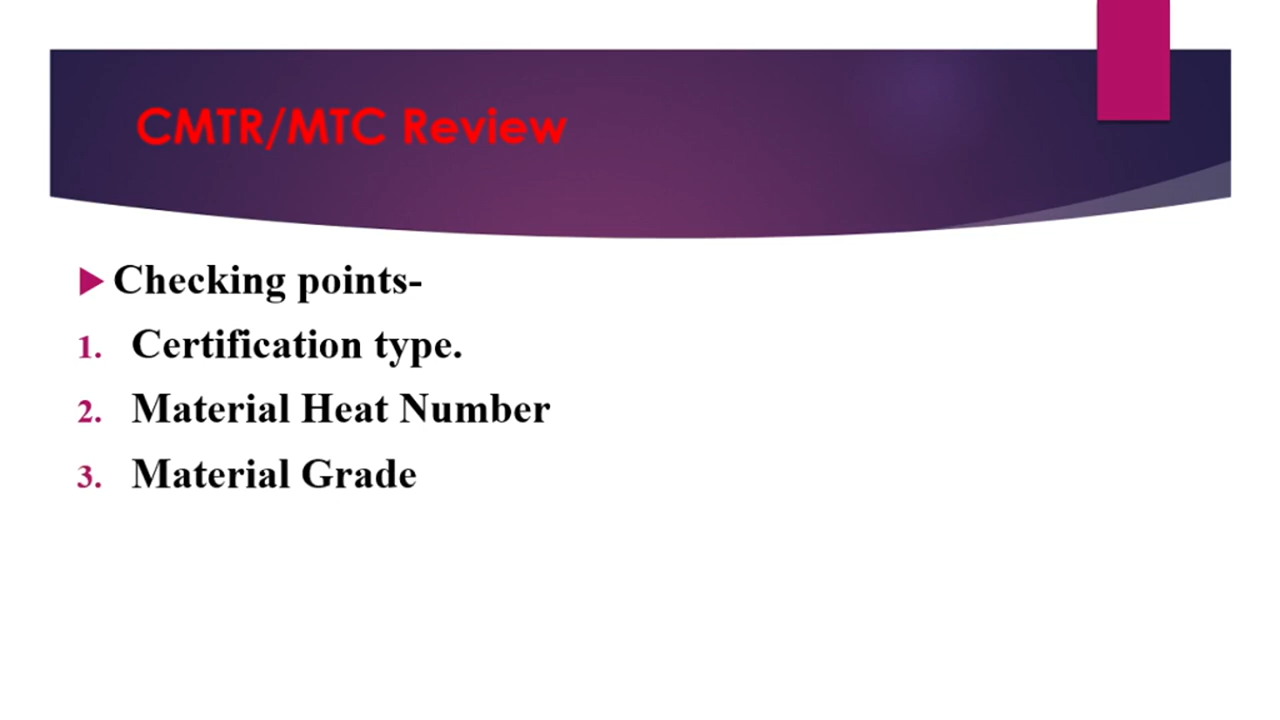 CMTR/MTC Review
Checking points-
1. Certification type.
2. Material Heat Number
3. Material Grade